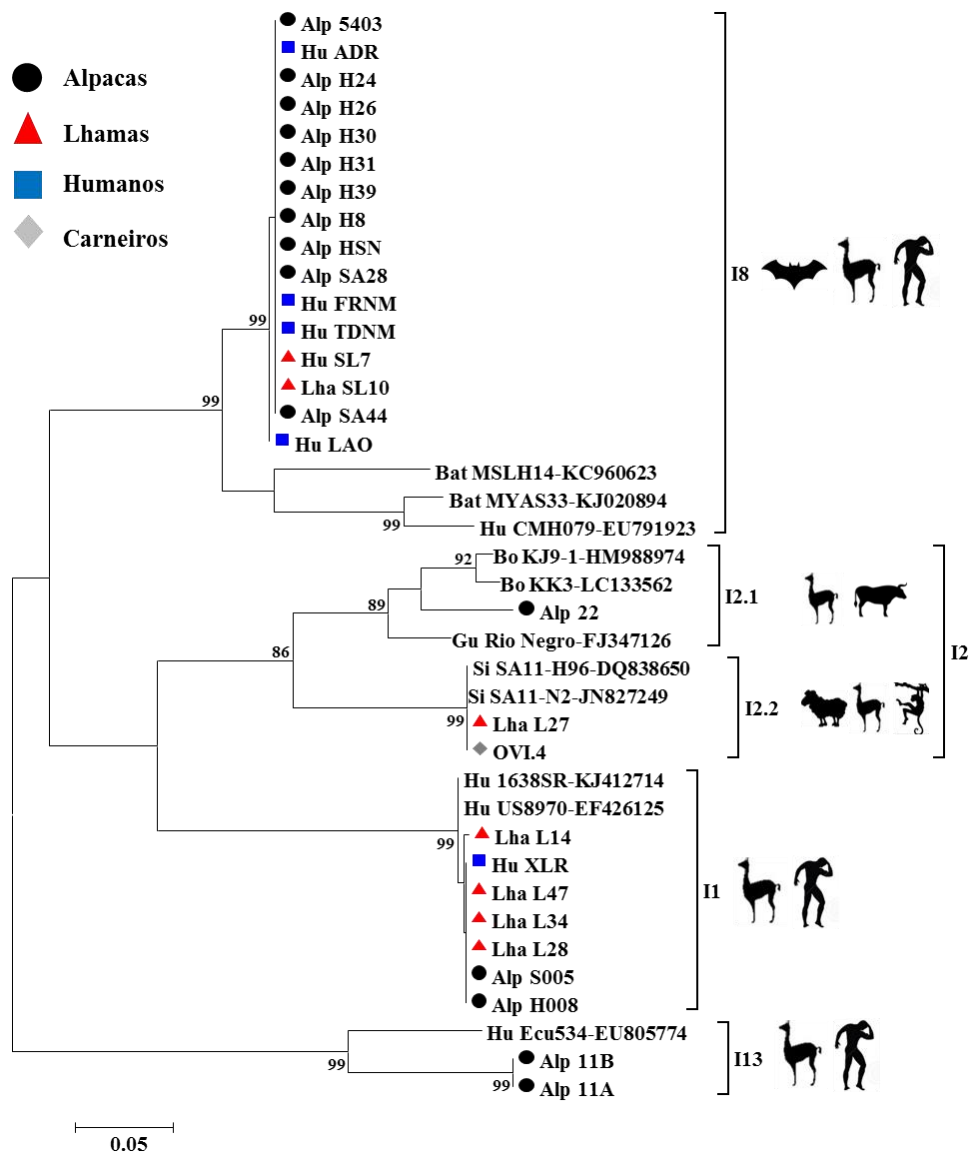 Alpacas
Lhamas
Humanos
Carneiros
Alp 5403
Hu ADR
Alp H24
Alp H26
Alp H30
Alp H31
Alp H39
Alp H8
Alp HSN
Alp SA28
Hu FRNM
Hu TDNM
Hu SL7
Lha SL10
Alp SA44
Hu LAO
Bat MSLH14-KC960623
Bat MYAS33-KJ020894
Hu CMH079-EU791923
99
99
99
I8
Bo KJ9-1-HM988974
Bo KK3-LC133562
Alp 22
Gu Rio Negro-FJ347126
92
89
86
I2.1
I2
Si SA11-H96-DQ838650
Si SA11-N2-JN827249
Lha L27
OVI.4
99
I2.2
Hu 1638SR-KJ412714
Hu US8970-EF426125
Lha L14
Hu XLR
Lha L47
Lha L34
Lha L28
Alp S005
Alp H008
99
I1
Hu Ecu534-EU805774
Alp 11B
Alp 11A
99
99
I13
0.05